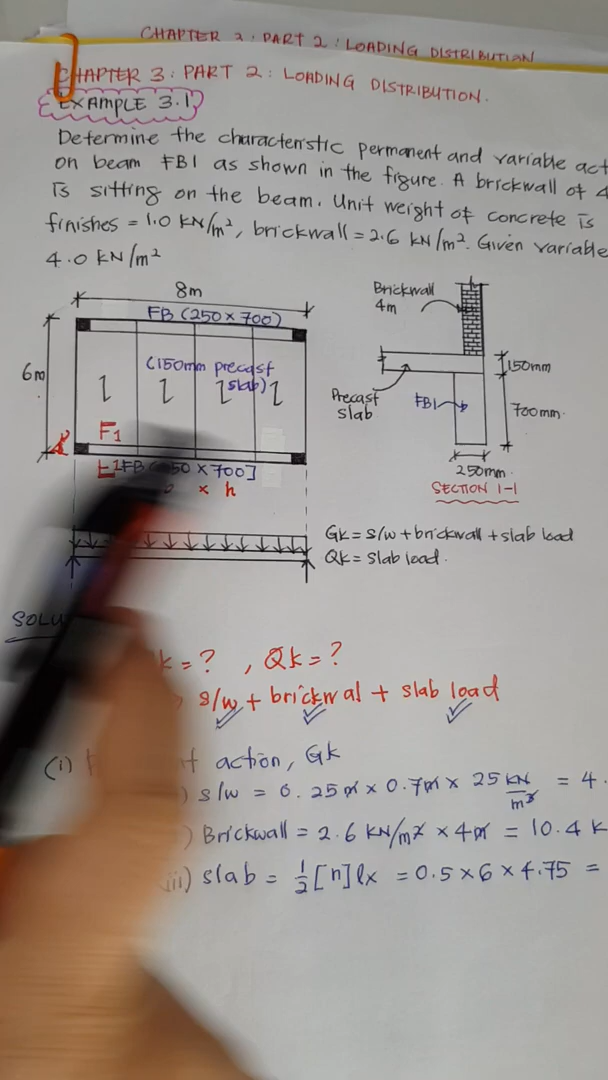 CHAPTER 3: PART 2: LOADING DISTRIBUTION
CHAPTER 3: PART 2: LOADING DISTRIBUTION.
EXAMPLE 3.1
Determine the characteristic permanent and variable act
on beam FB1 as shown in the figure. A brickwall of 4
is sitting on the beam. Unit weight of concrete is
finishes = 1.0 kN/m², brickwall = 2.6 kN/m². Given variable
4.0 kN/m²
8m
FB (250 x 700)
6m
(150mm precast
slab)
F1
FB
50 x 700]
x h
Brickwall
4m
Precast
slab
FB1
150mm
700mm.
250mm.
SECTION 1-1
Gk = s/w + brickwall + slab load
Qk = slab load.
SOLU
k = ? , Qk = ?
s/w + brickwal + slab load
(i) action, Gk
) s/w = 0.25m x 0.7m x 25 kN/m³ = 4.
) Brickwall = 2.6 kN/m² x 4m = 10.4 k
iii) slab = 1/2 [n] lx = 0.5 x 6 x 4.75 =